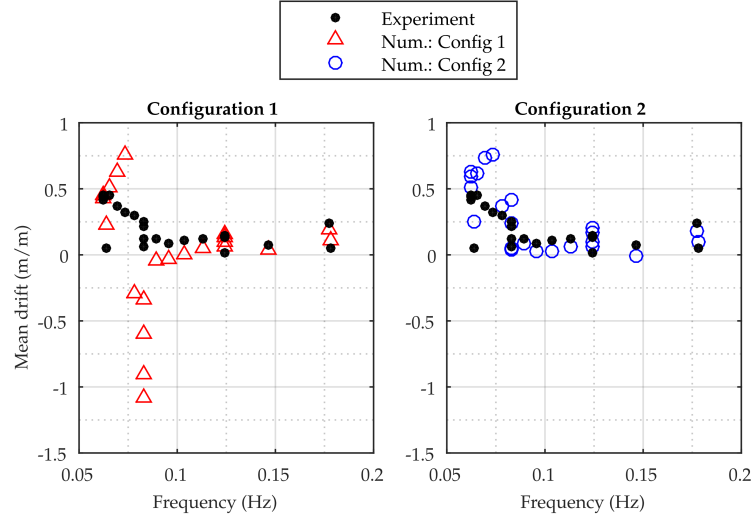 Experiment
Num.: Config 1
Num.: Config 2
Configuration 1
Configuration 2
Mean drift (m/m)
1
0.5
0
-0.5
-1
-1.5
0.05
0.1
0.15
0.2
Frequency (Hz)
1
0.5
0
-0.5
-1
-1.5
0.05
0.1
0.15
0.2
Frequency (Hz)